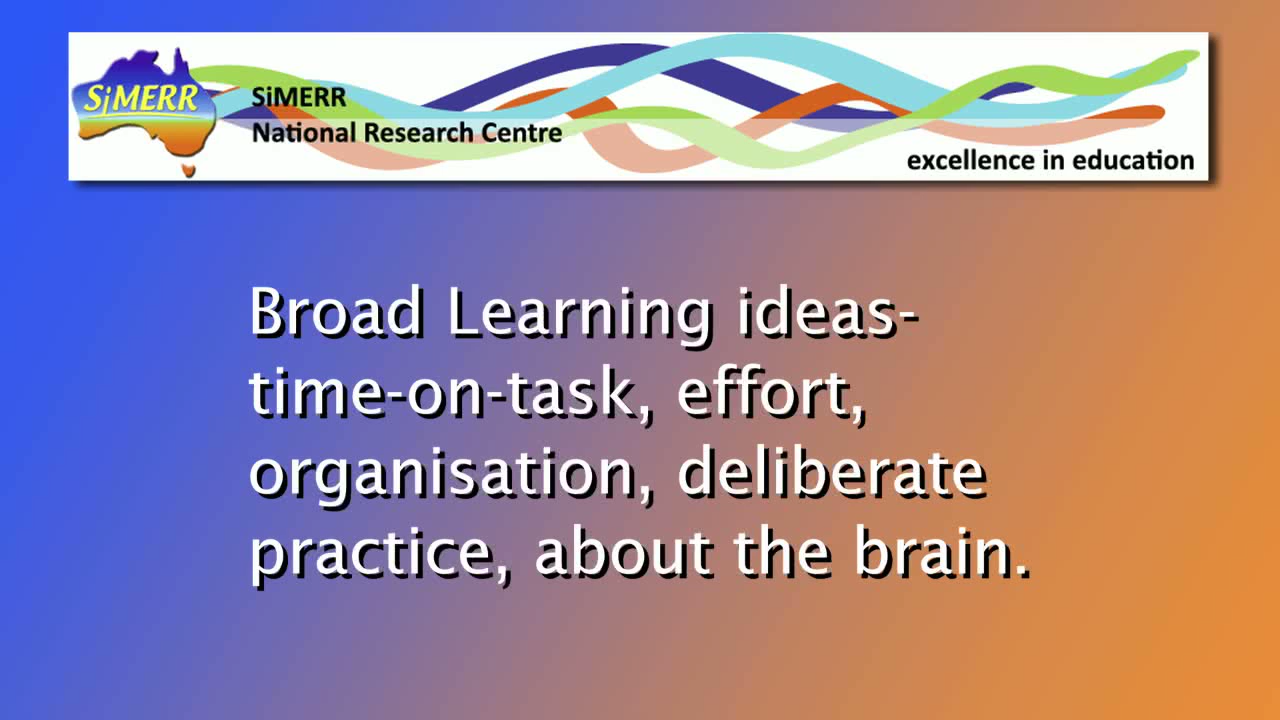 SiMERR
SiMERR
National Research Centre
excellence in education
Broad Learning ideas-
time-on-task, effort,
organisation, deliberate
practice, about the brain.